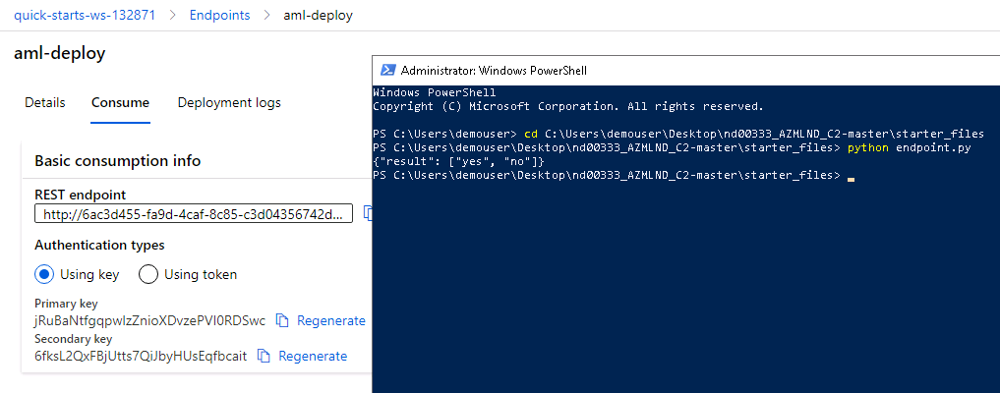 quick-starts-ws-132871 > Endpoints > aml-deploy
aml-deploy
Details Consume Deployment logs
Basic consumption info
REST endpoint
http://6ac3d455-fa9d-4caf-8c85-c3d04356742d...
Authentication types
Using key Using token
Primary key
jRuBaNtfgqpwIzZnioXDvzePVI0RDSwc Regenerate
Secondary key
6fksL2QxFBjUtts7QiJbyHUsEqfbcait Regenerate
Administrator: Windows PowerShell
Windows PowerShell
Copyright (C) Microsoft Corporation. All rights reserved.
PS C:\Users\demouser> cd C:\Users\demouser\Desktop\nd00333_AZMLND_C2-master\starter_files
PS C:\Users\demouser\Desktop\nd00333_AZMLND_C2-master\starter_files> python endpoint.py
{"result": ["yes", "no"]}
PS C:\Users\demouser\Desktop\nd00333_AZMLND_C2-master\starter_files>